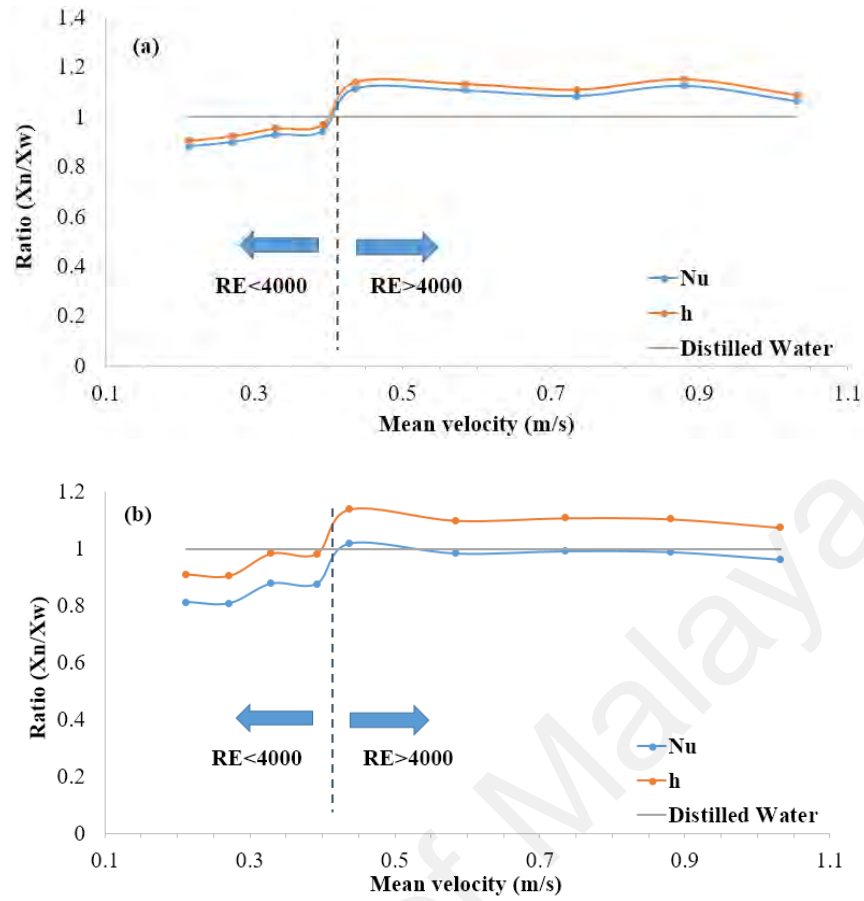 (a)
1.4
1.2
1
0.8
0.6
0.4
0.2
0
Ratio (Xn/Xw)
RE<4000
RE>4000
Nu
h
Distilled Water
0.1
0.3
0.5
0.7
0.9
1.1
Mean velocity (m/s)
(b)
1.2
1
0.8
0.6
0.4
0.2
0
Ratio (Xn/Xw)
RE<4000
RE>4000
Nu
h
Distilled Water
0.1
0.3
0.5
0.7
0.9
1.1
Mean velocity (m/s)
of Malaya